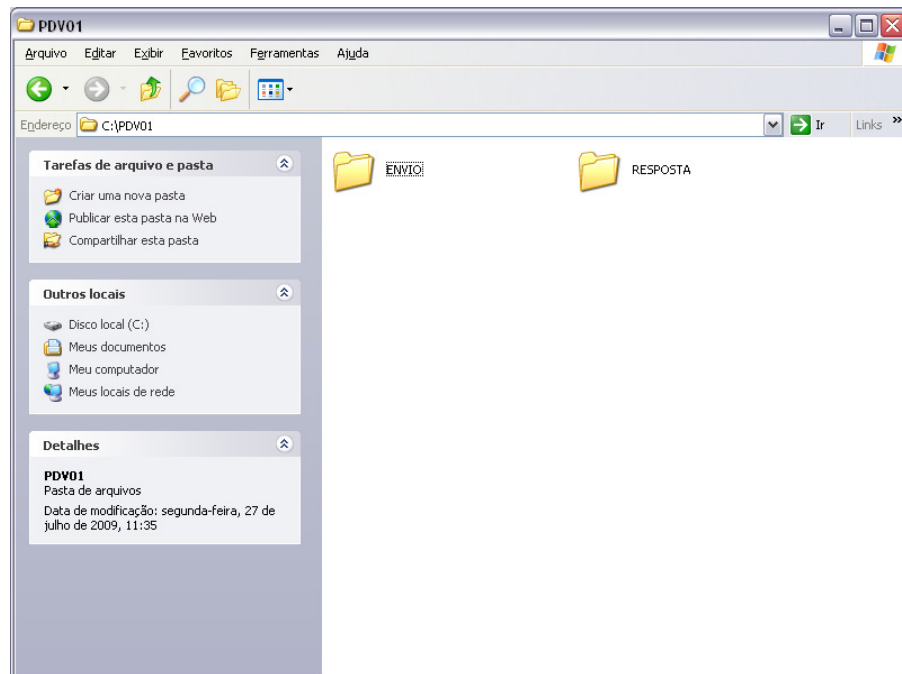 PDV01
Arquivo Editar Exibir Favoritos Ferramentas Ajuda
Endereço C:\PDV01 Ir Links »
Tarefas de arquivo e pasta
Criar uma nova pasta
Publicar esta pasta na Web
Compartilhar esta pasta
Outros locais
Disco local (C:)
Meus documentos
Meu computador
Meus locais de rede
Detalhes
PDV01
Pasta de arquivos
Data de modificação: segunda-feira, 27 de
julho de 2009, 11:35
ENVIO RESPOSTA